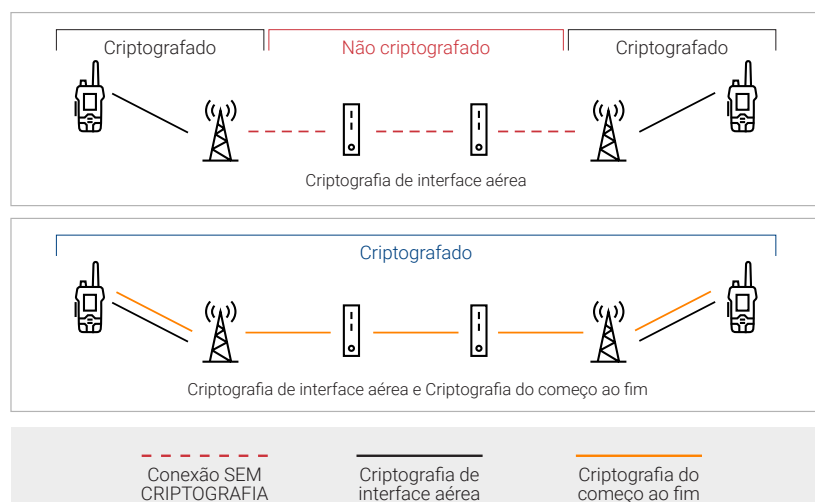 Criptografado
Não criptografado
Criptografado
Criptografia de interface aérea
Criptografado
Criptografia de interface aérea e Criptografia do começo ao fim
Conexão SEM
CRIPTOGRAFIA
Criptografia de
interface aérea
Criptografia do
começo ao fim